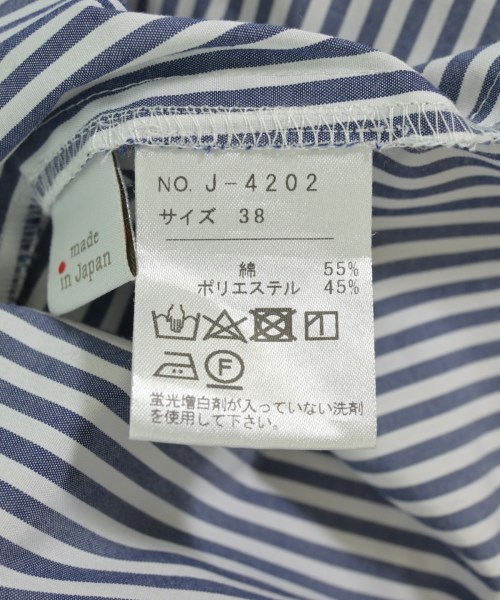 NO. J-4202
サイズ 38
綿 55%
ポリエステル 45%
F
蛍光増白剤が入っていない洗剤
を使用して下さい。
made
in Japan